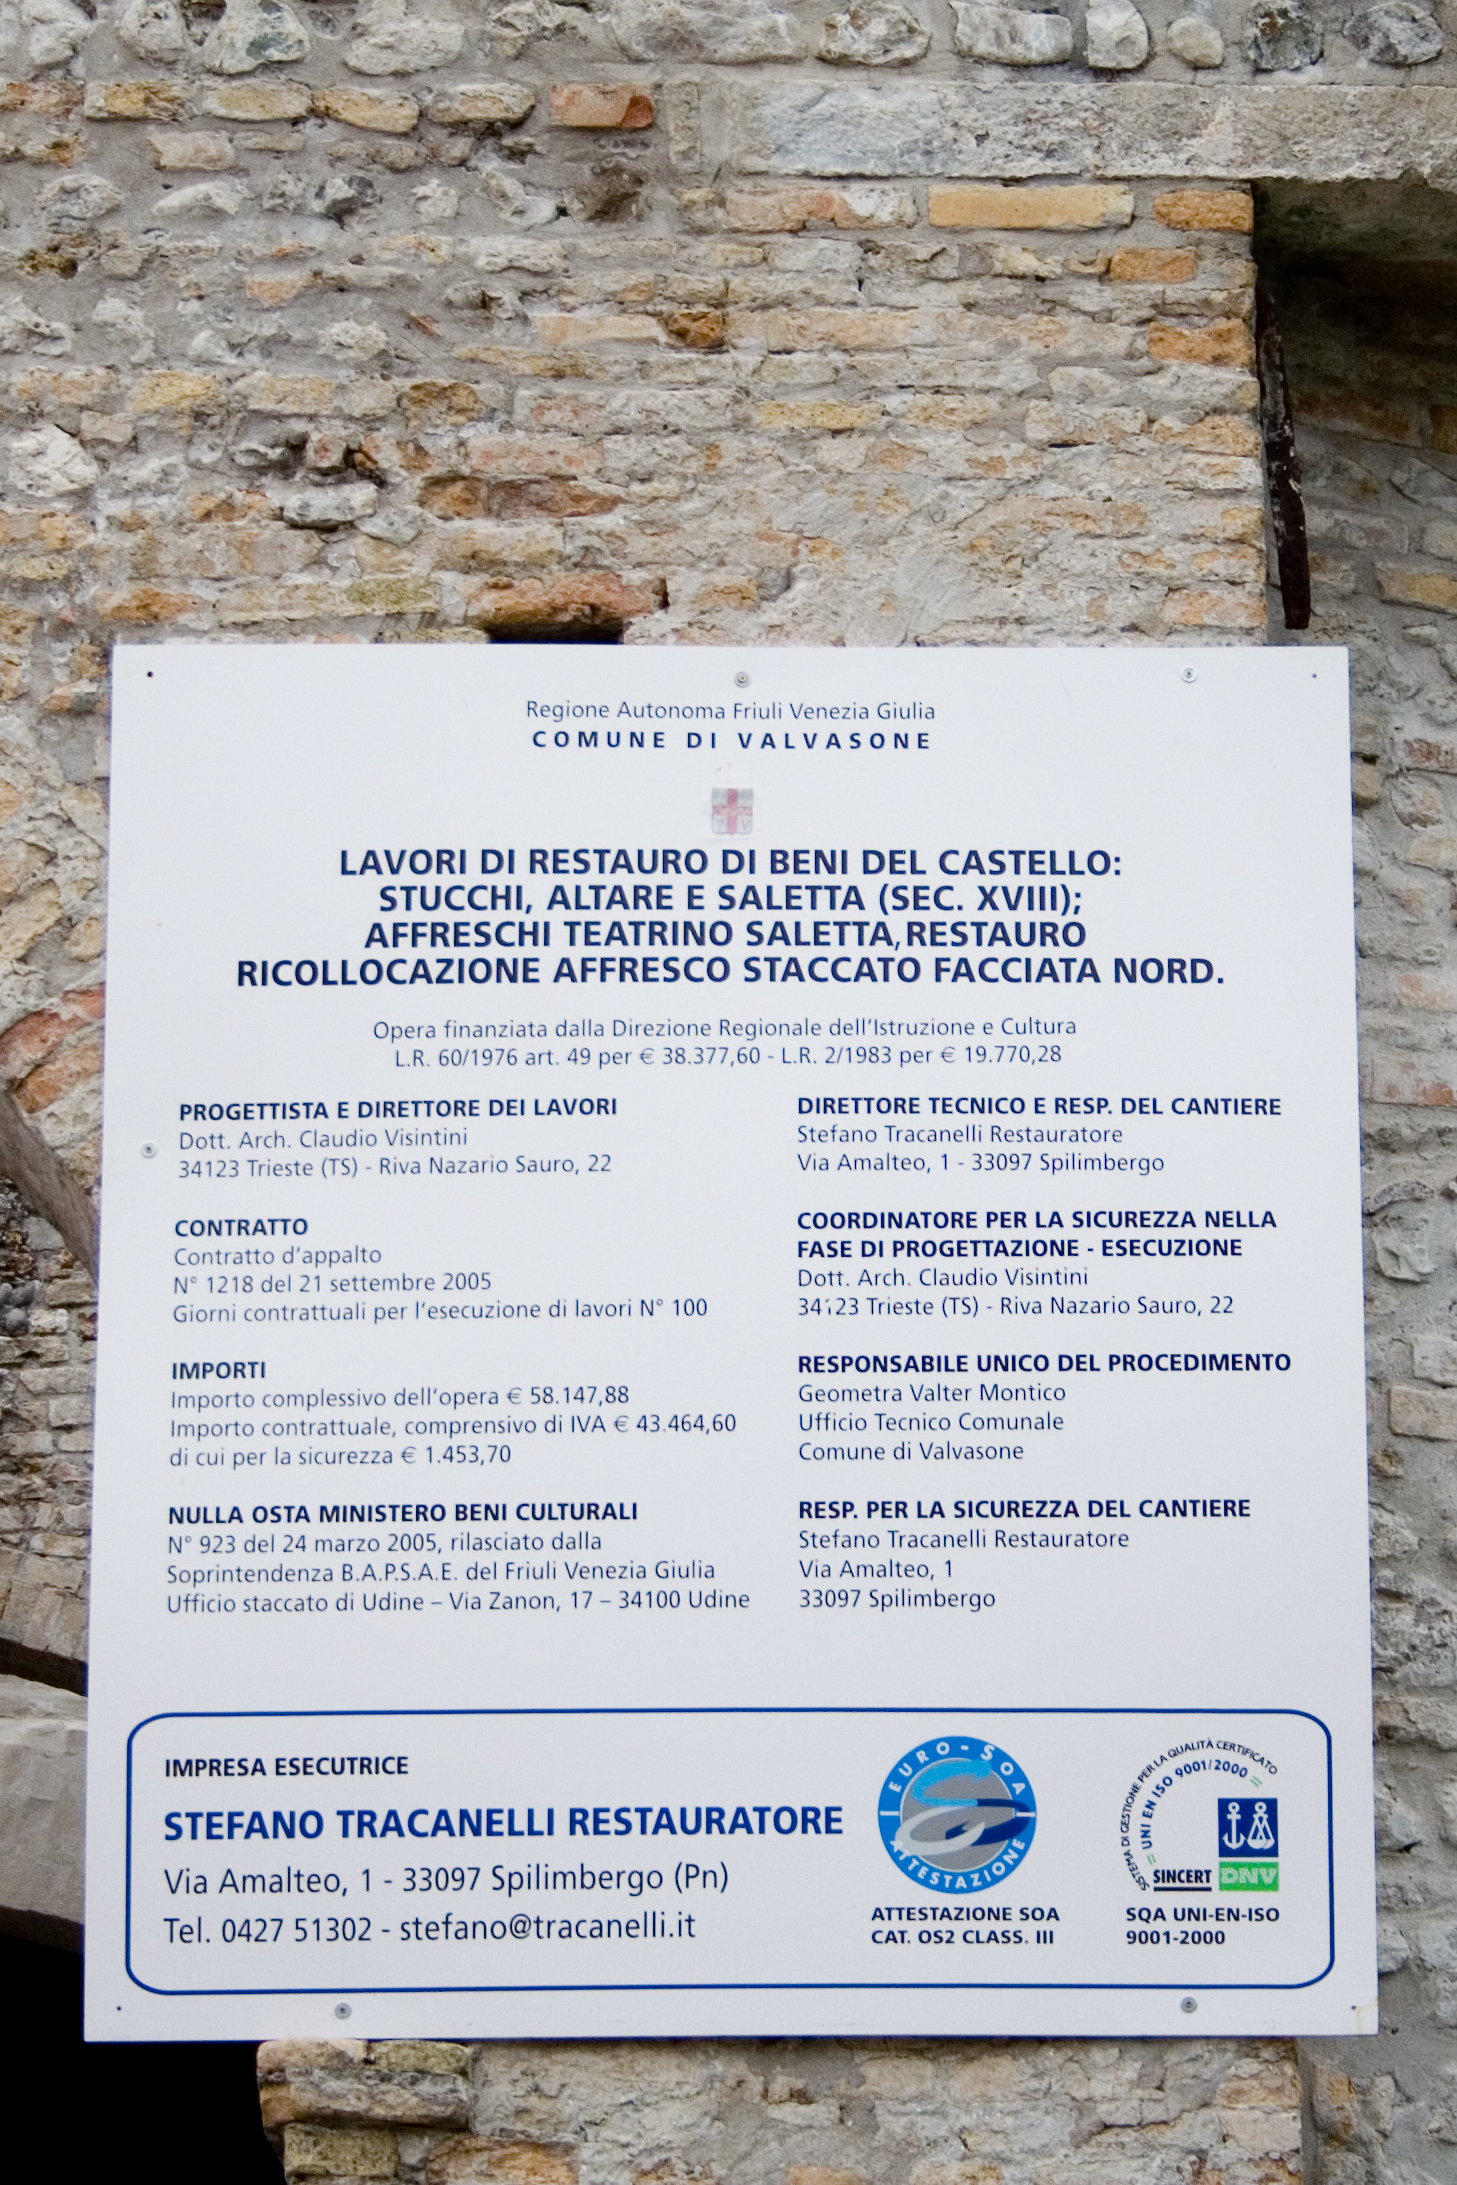 Regione Autonoma Friuli Venezia Giulia
COMUNE DI VALVASONE
LAVORI DI RESTAURO DI BENI DEL CASTELLO:
STUCCHI, ALTARE E SALETTA (SEC. XVIII);
AFFRESCHI TEATRINO SALETTA, RESTAURO
RICOLLOCAZIONE AFFRESCO STACCATO FACCIATA NORD.
Opera finanziata dalla Direzione Regionale dell'Istruzione e Cultura
L.R. 60/1976 art. 49 per € 38.377,60 - L.R. 2/1983 per € 19.770,28
PROGETTISTA E DIRETTORE DEI LAVORI
Dott. Arch. Claudio Visintini
34123 Trieste (TS) - Riva Nazario Sauro, 22
CONTRATTO
Contratto d'appalto
N° 1218 del 21 settembre 2005
Giorni contrattuali per l'esecuzione di lavori N° 100
IMPORTI
Importo complessivo dell'opera € 58.147,88
Importo contrattuale, comprensivo di IVA € 43.464,60
di cui per la sicurezza € 1.453,70
NULLA OSTA MINISTERO BENI CULTURALI
N° 923 del 24 marzo 2005, rilasciato dalla
Soprintendenza B.A.P.S.A.E. del Friuli Venezia Giulia
Ufficio staccato di Udine – Via Zanon, 17 – 34100 Udine
DIRETTORE TECNICO E RESP. DEL CANTIERE
Stefano Tracanelli Restauratore
Via Amalteo, 1 - 33097 Spilimbergo
COORDINATORE PER LA SICUREZZA NELLA
FASE DI PROGETTAZIONE - ESECUZIONE
Dott. Arch. Claudio Visintini
34123 Trieste (TS) - Riva Nazario Sauro, 22
RESPONSABILE UNICO DEL PROCEDIMENTO
Geometra Valter Montico
Ufficio Tecnico Comunale
Comune di Valvasone
RESP. PER LA SICUREZZA DEL CANTIERE
Stefano Tracanelli Restauratore
Via Amalteo, 1
33097 Spilimbergo
IMPRESA ESECUTRICE
STEFANO TRACANELLI RESTAURATORE
Via Amalteo, 1 - 33097 Spilimbergo (Pn)
Tel. 0427 51302 - stefano@tracanelli.it
EURO-SOA
ATTESTAZIONE
ATTESTAZIONE SOA
CAT. OS2 CLASS. III
SISTEMA DI GESTIONE PER LA QUALITÀ CERTIFICATO
= UNI EN ISO 9001/2000 =
SINCERT
DNV
SQA UNI-EN-ISO
9001-2000